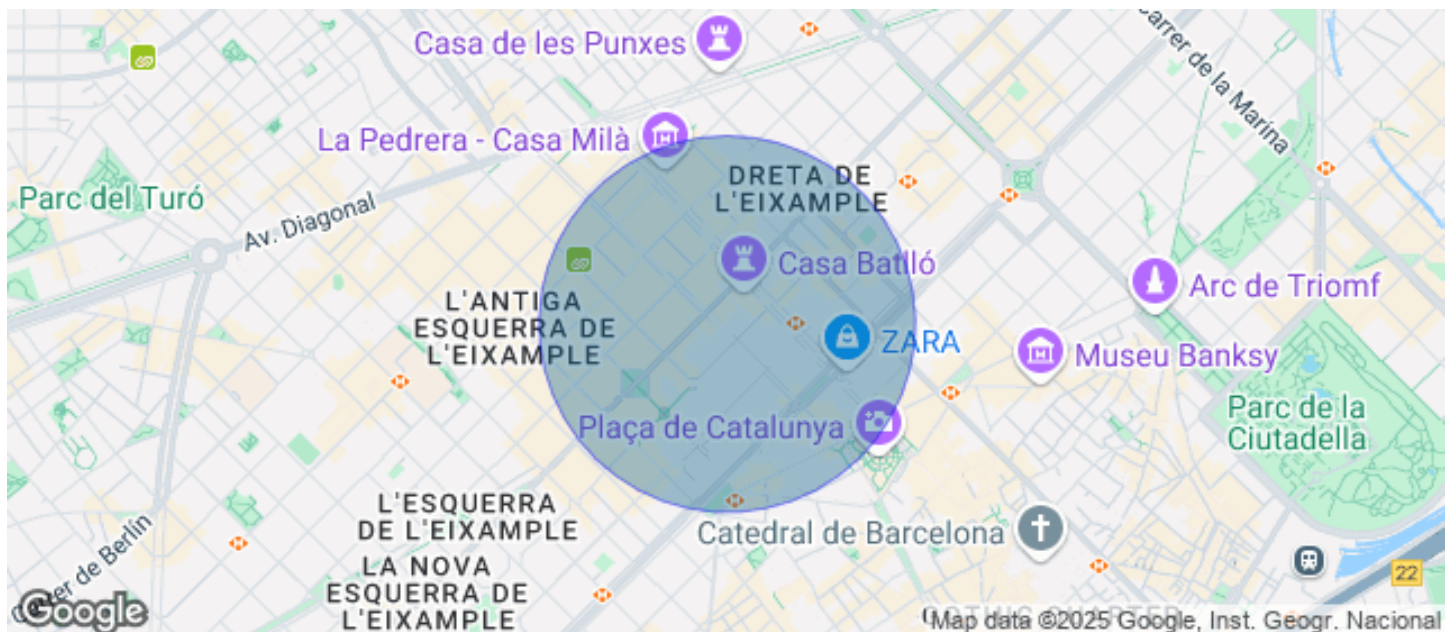 Casa de les Punxes
Carrer de la Marina
La Pedrera - Casa Milà
DRETA DE
L'EIXAMPLE
Parc del Turó
Av. Diagonal
Casa Batlló
Arc de Triomf
L'ANTIGA
ESQUERRA DE
L'EIXAMPLE
ZARA
Museu Banksy
Plaça de Catalunya
Parc de la
Ciutadella
L'ESQUERRA
DE L'EIXAMPLE
Catedral de Barcelona
Carrer de Berlín
LA NOVA
ESQUERRA DE
L'EIXAMPLE
22
Google
Map data ©2025 Google, Inst. Geogr. Nacional